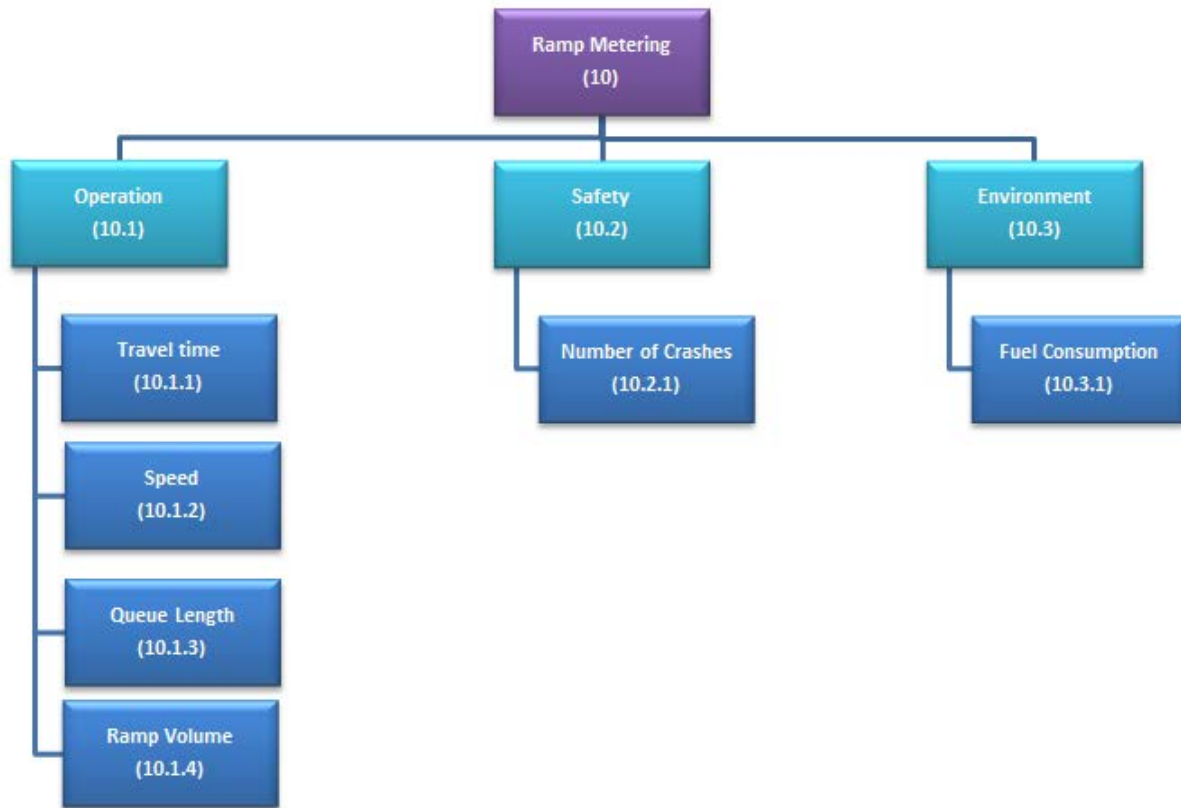 Ramp Metering
(10)
Operation
(10.1)
Safety
(10.2)
Environment
(10.3)
Travel time
(10.1.1)
Number of Crashes
(10.2.1)
Fuel Consumption
(10.3.1)
Speed
(10.1.2)
Queue Length
(10.1.3)
Ramp Volume
(10.1.4)